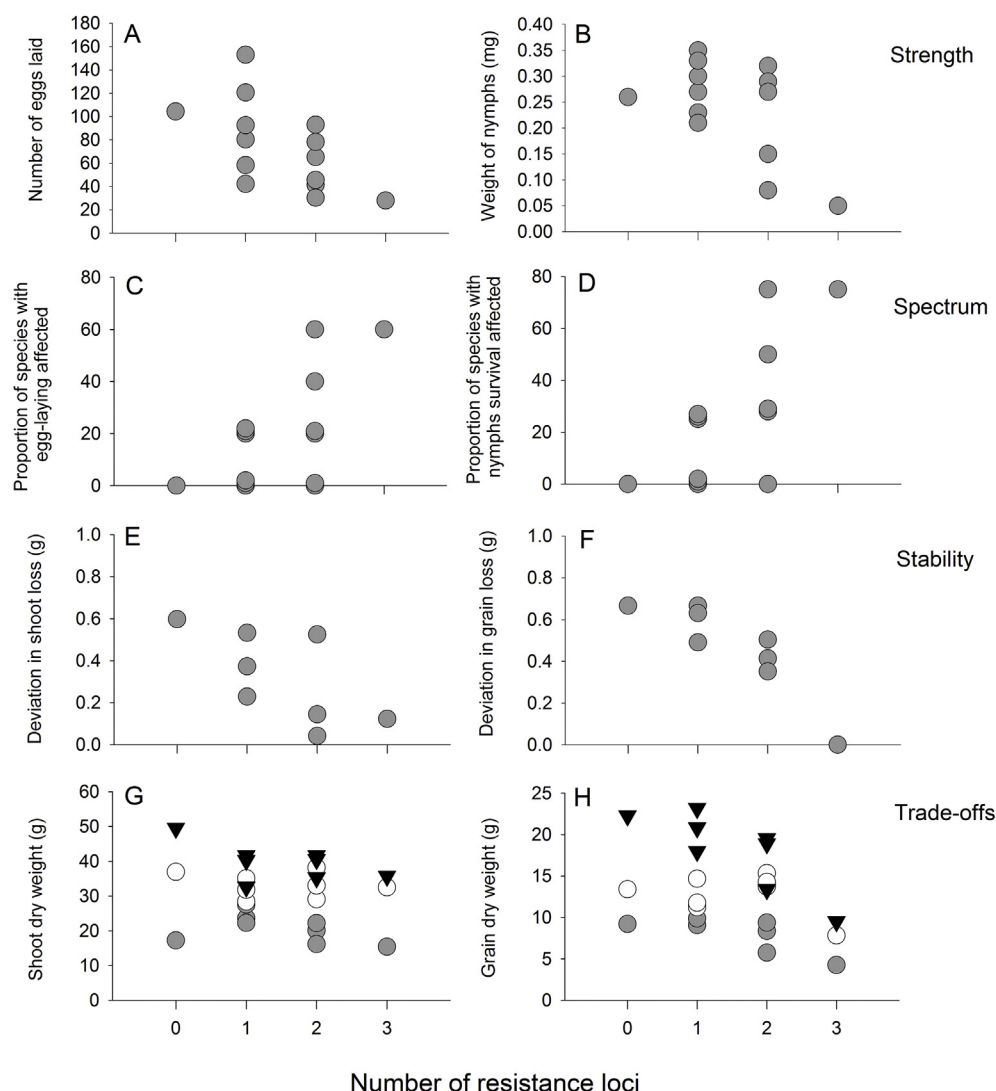 A
B
Strength
Number of eggs laid
180
160
140
120
100
80
60
40
20
0
Weight of nymphs (mg)
0.40
0.35
0.30
0.25
0.20
0.15
0.10
0.05
0.00
C
D
Spectrum
Proportion of species with
egg-laying affected
80
60
40
20
0
Proportion of species with
nymphs survival affected
80
60
40
20
0
E
F
Stability
Deviation in shoot loss (g)
1.0
0.8
0.6
0.4
0.2
0.0
Deviation in grain loss (g)
1.0
0.8
0.6
0.4
0.2
0.0
G
H
Trade-offs
Shoot dry weight (g)
60
50
40
30
20
10
0
Grain dry weight (g)
25
20
15
10
5
0
0 1 2 3
0 1 2 3
Number of resistance loci